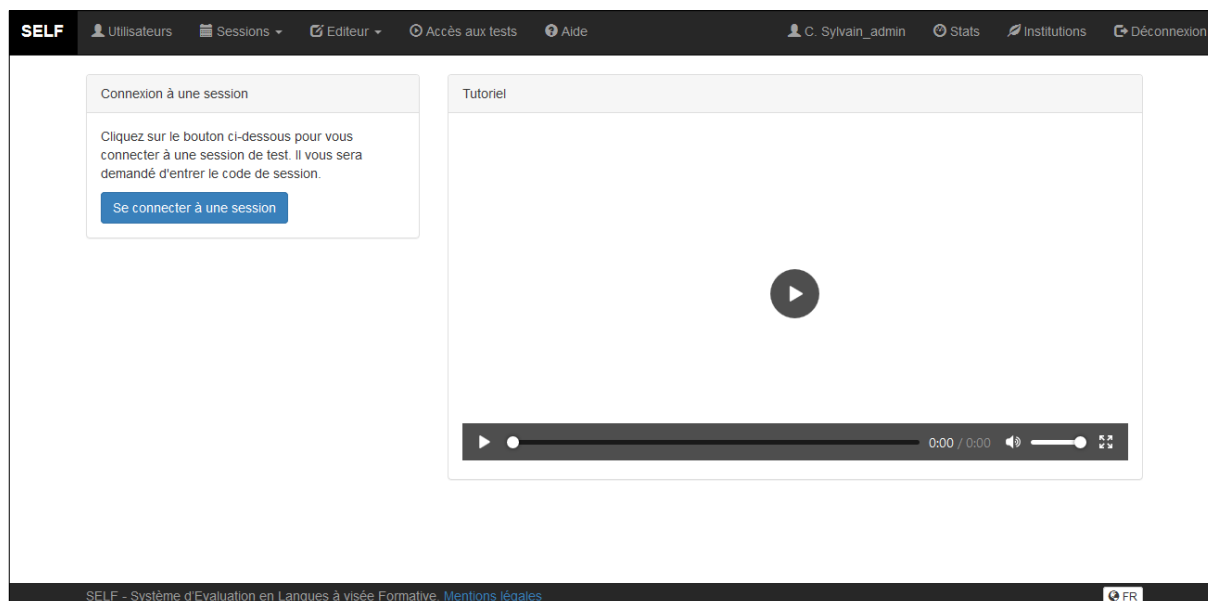 SELF Utilisateurs Sessions Editeur Accès aux tests Aide C. Sylvain_admin Stats Institutions Déconnexion
Connexion à une session
Cliquez sur le bouton ci-dessous pour vous
connecter à une session de test. Il vous sera
demandé d'entrer le code de session.
Se connecter à une session
Tutoriel
0:00 / 0:00
SELF - Système d'Evaluation en Langues à visée Formative. Mentions légales
FR